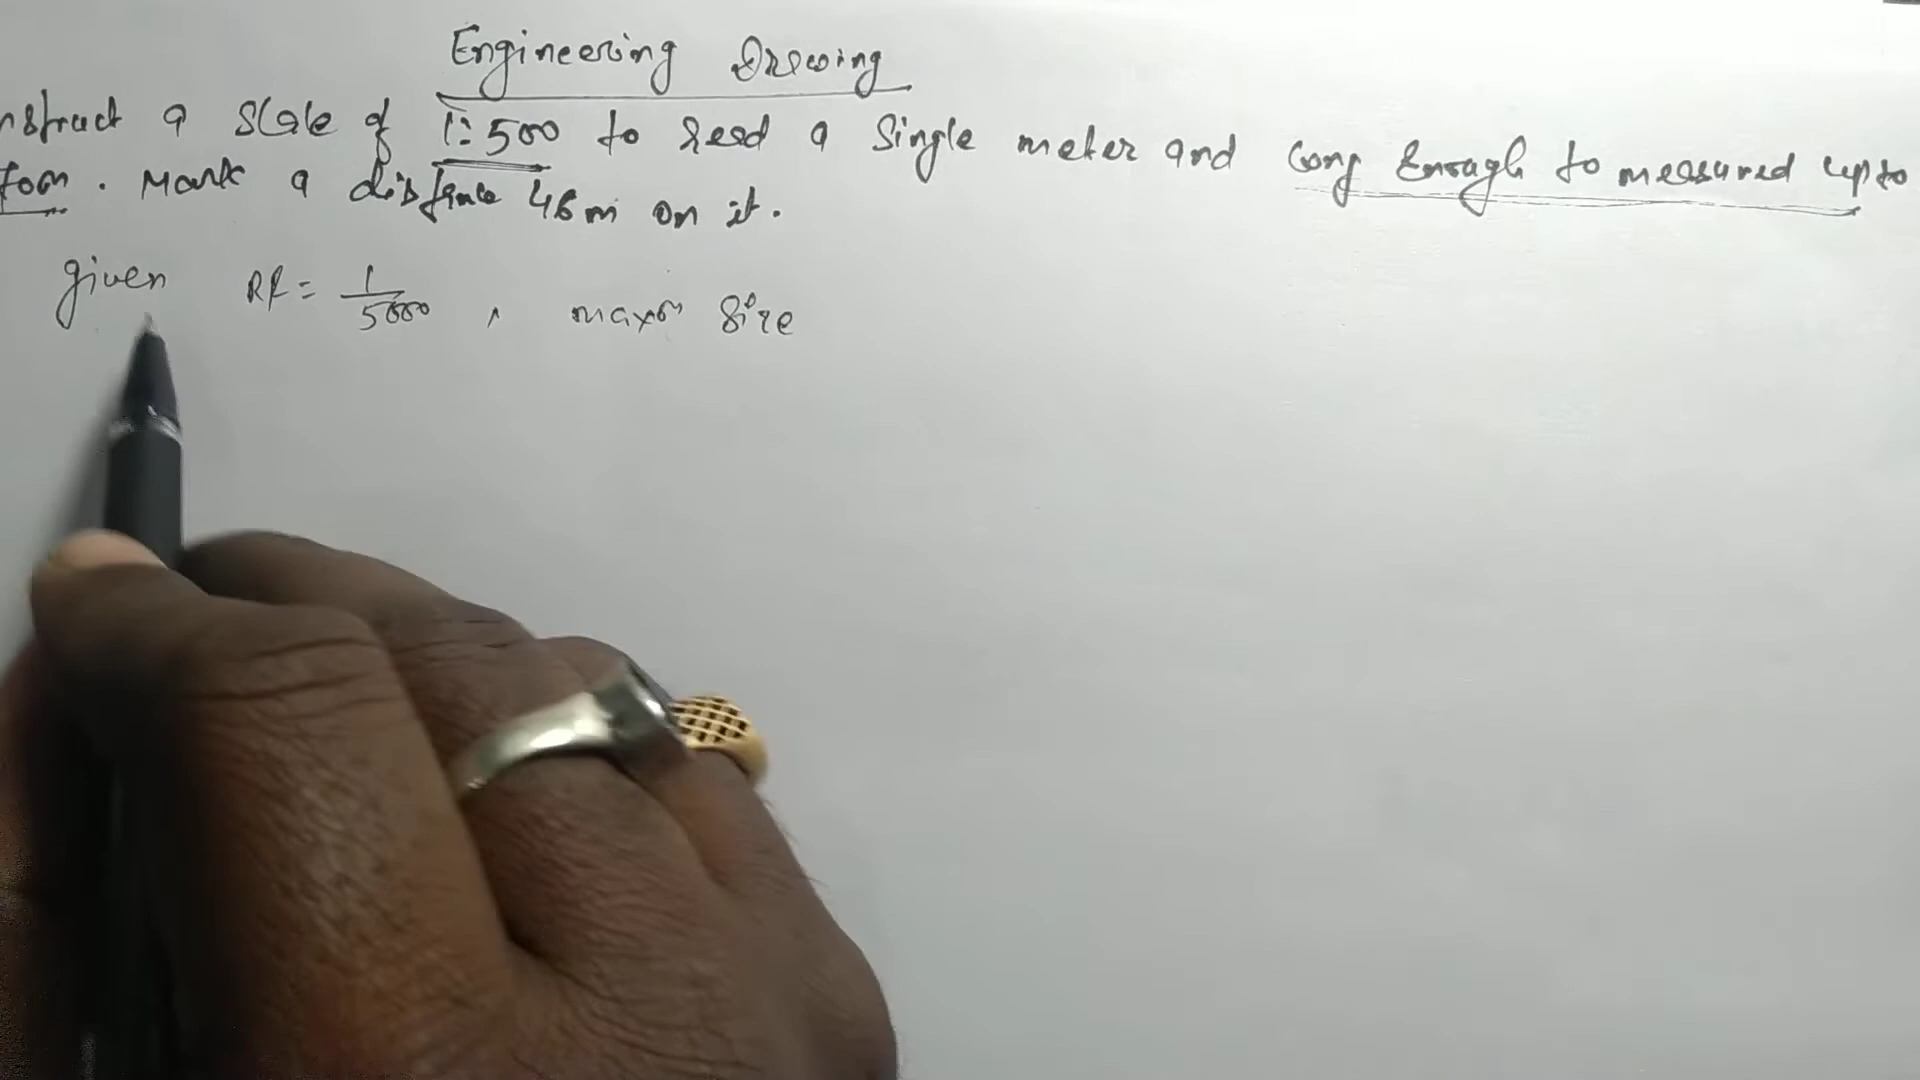 Engineering Drawing
nstruct a Scale of 1:500 to Read a Single meter and long Enough to measured upto
. Mark a distance 46m on it.
given RF = 1/5000 , maxm Size